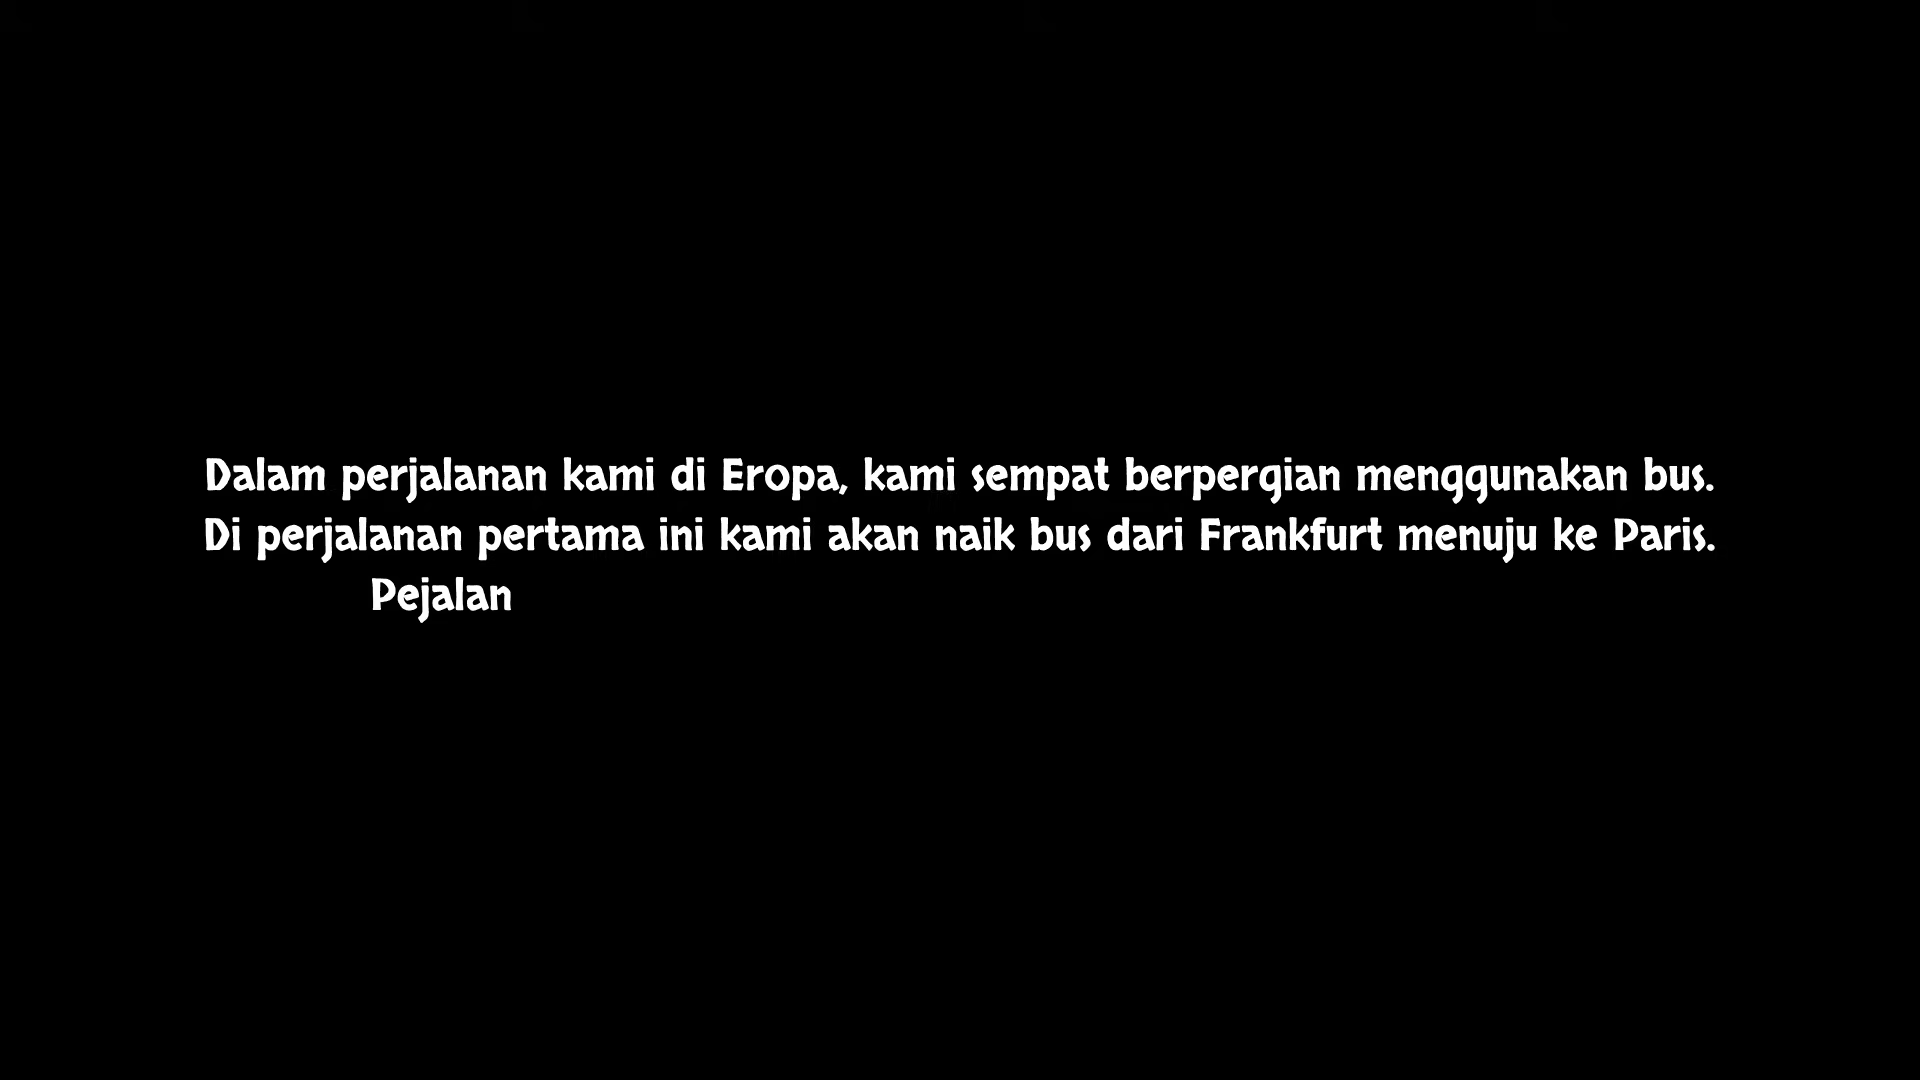 Dalam perjalanan kami di Eropa, kami sempat berpergian menggunakan bus.
Di perjalanan pertama ini kami akan naik bus dari Frankfurt menuju ke Paris.
Pejalan